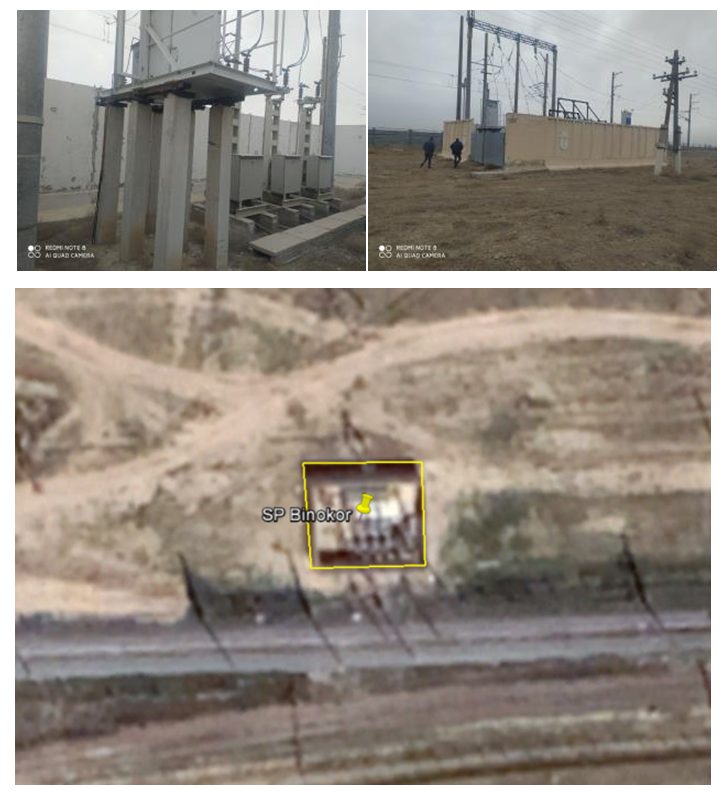 REDMI NOTE 8
AI QUAD CAMERA
REDMI NOTE 8
AI QUAD CAMERA
SP Binokor